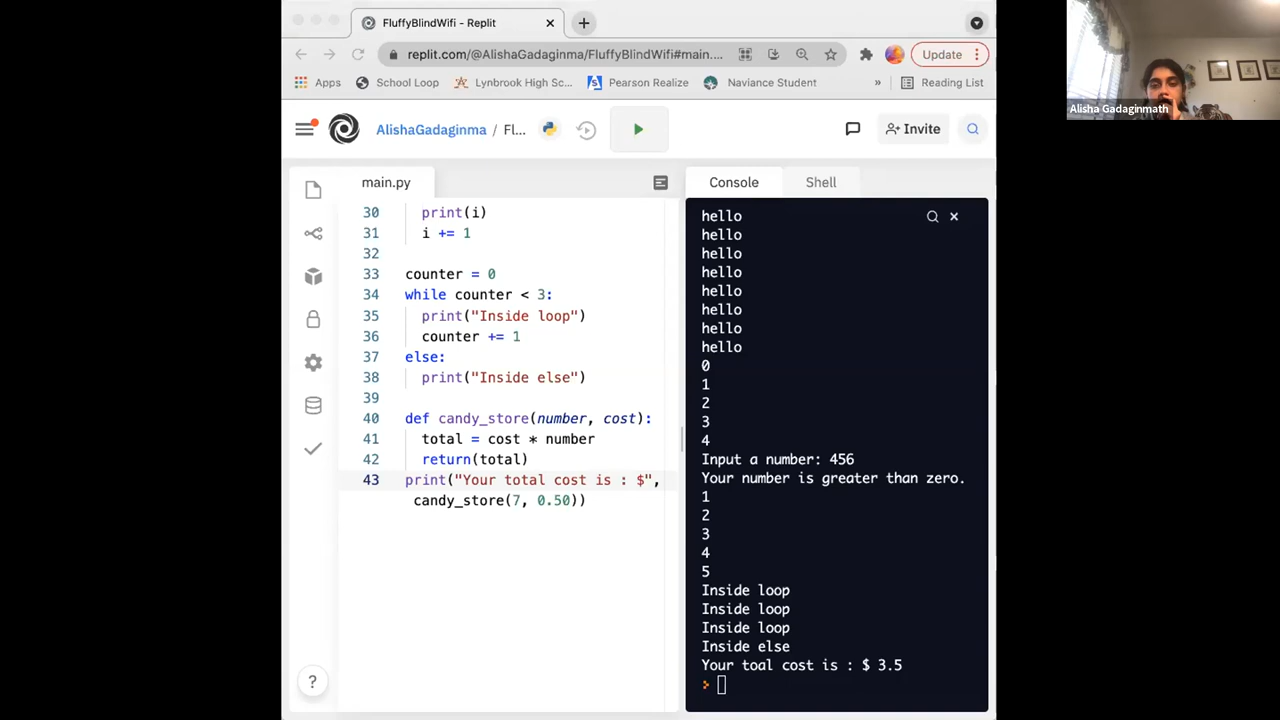 FluffyBlindWifi - Replit
replit.com/@AlishaGadaginma/FluffyBlindWifi#main....
Update
Apps
School Loop
Lynbrook High Sc...
Pearson Realize
Naviance Student
»
Reading List
Alisha Gadaginmath
AlishaGadaginma / Fl...
Invite
main.py
Console
Shell
30 print(i)
31 i += 1
32
33 counter = 0
34 while counter < 3:
35 print("Inside loop")
36 counter += 1
37 else:
38 print("Inside else")
39
40 def candy_store(number, cost):
41 total = cost * number
42 return(total)
43 print("Your total cost is : $",
candy_store(7, 0.50))
hello
hello
hello
hello
hello
hello
hello
hello
0
1
2
3
4
Input a number: 456
Your number is greater than zero.
1
2
3
4
5
Inside loop
Inside loop
Inside loop
Inside else
Your toal cost is : $ 3.5
?